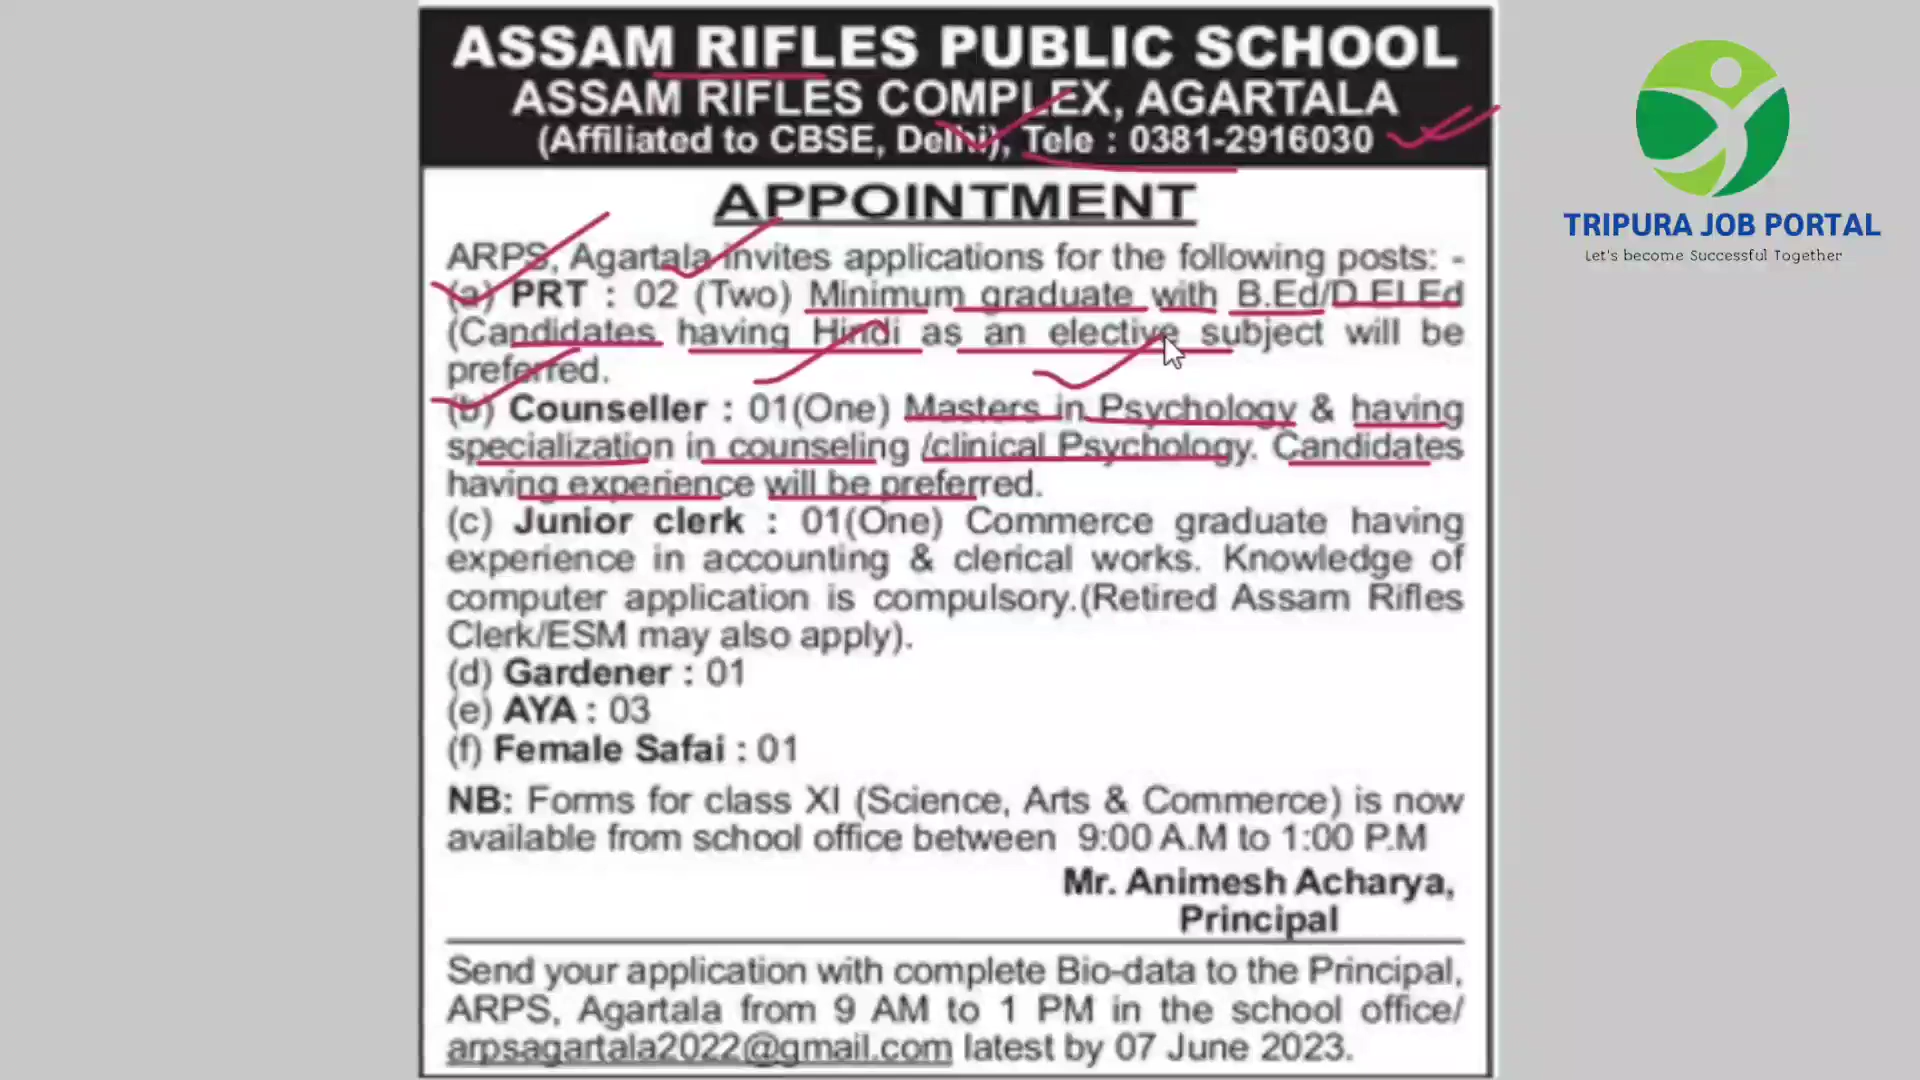 ASSAM RIFLES PUBLIC SCHOOL
ASSAM RIFLES COMPLEX, AGARTALA
(Affiliated to CBSE, Delhi), Tele : 0381-2916030
APPOINTMENT
ARPS, Agartala invites applications for the following posts: -
(a) PRT : 02 (Two) Minimum graduate with B.Ed/D.El.Ed
(Candidates having Hindi as an elective subject will be
preferred.
(b) Counseller : 01(One) Masters in Psychology & having
specialization in counseling /clinical Psychology. Candidates
having experience will be preferred.
(c) Junior clerk : 01(One) Commerce graduate having
experience in accounting & clerical works. Knowledge of
computer application is compulsory.(Retired Assam Rifles
Clerk/ESM may also apply).
(d) Gardener : 01
(e) AYA : 03
(f) Female Safai : 01
NB: Forms for class XI (Science, Arts & Commerce) is now
available from school office between 9:00 A.M to 1:00 P.M
Mr. Animesh Acharya,
Principal
Send your application with complete Bio-data to the Principal,
ARPS, Agartala from 9 AM to 1 PM in the school office/
arpsagartala2022@gmail.com latest by 07 June 2023.
TRIPURA JOB PORTAL
Let's become Successful Together